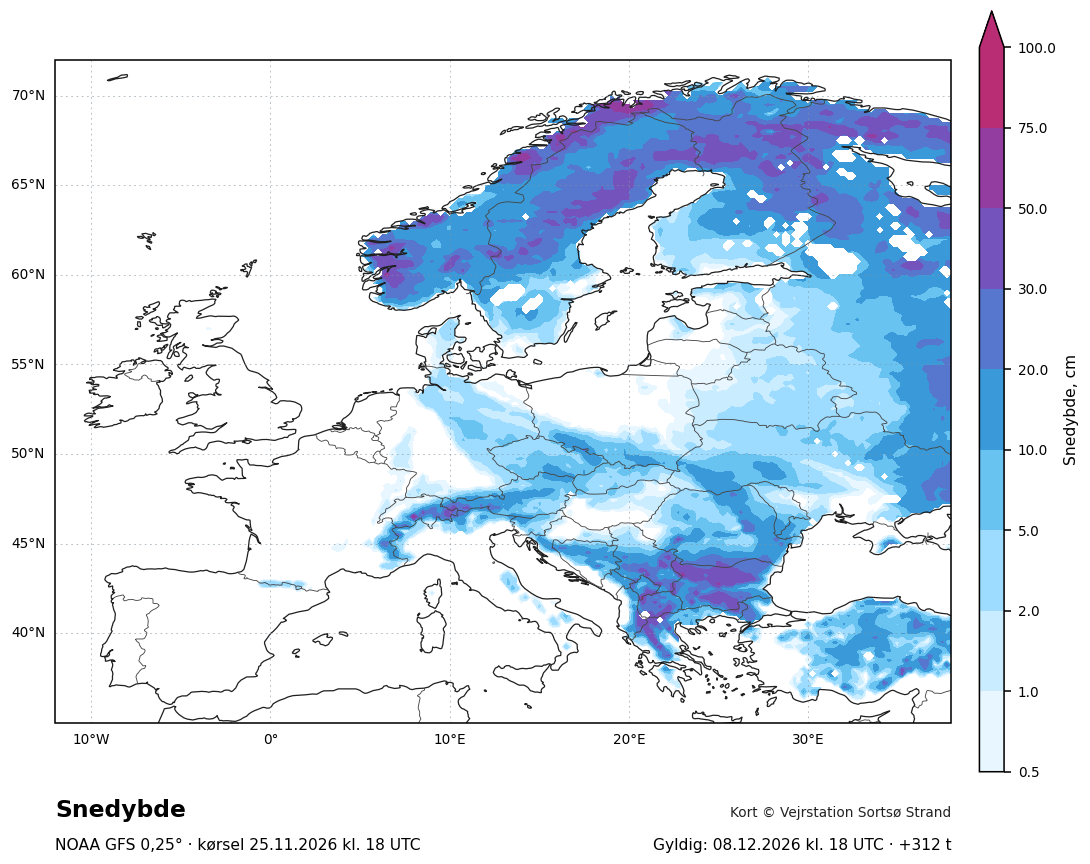 100.0
75.0
50.0
30.0
20.0
10.0
5.0
2.0
1.0
0.5
Snedybde, cm
70°N
65°N
60°N
55°N
50°N
45°N
40°N
10°W
0°
10°E
20°E
30°E
Snedybde
Kort © Vejrstation Sortsø Strand
NOAA GFS 0,25° · kørsel 25.11.2026 kl. 18 UTC
Gyldig: 08.12.2026 kl. 18 UTC · +312 t